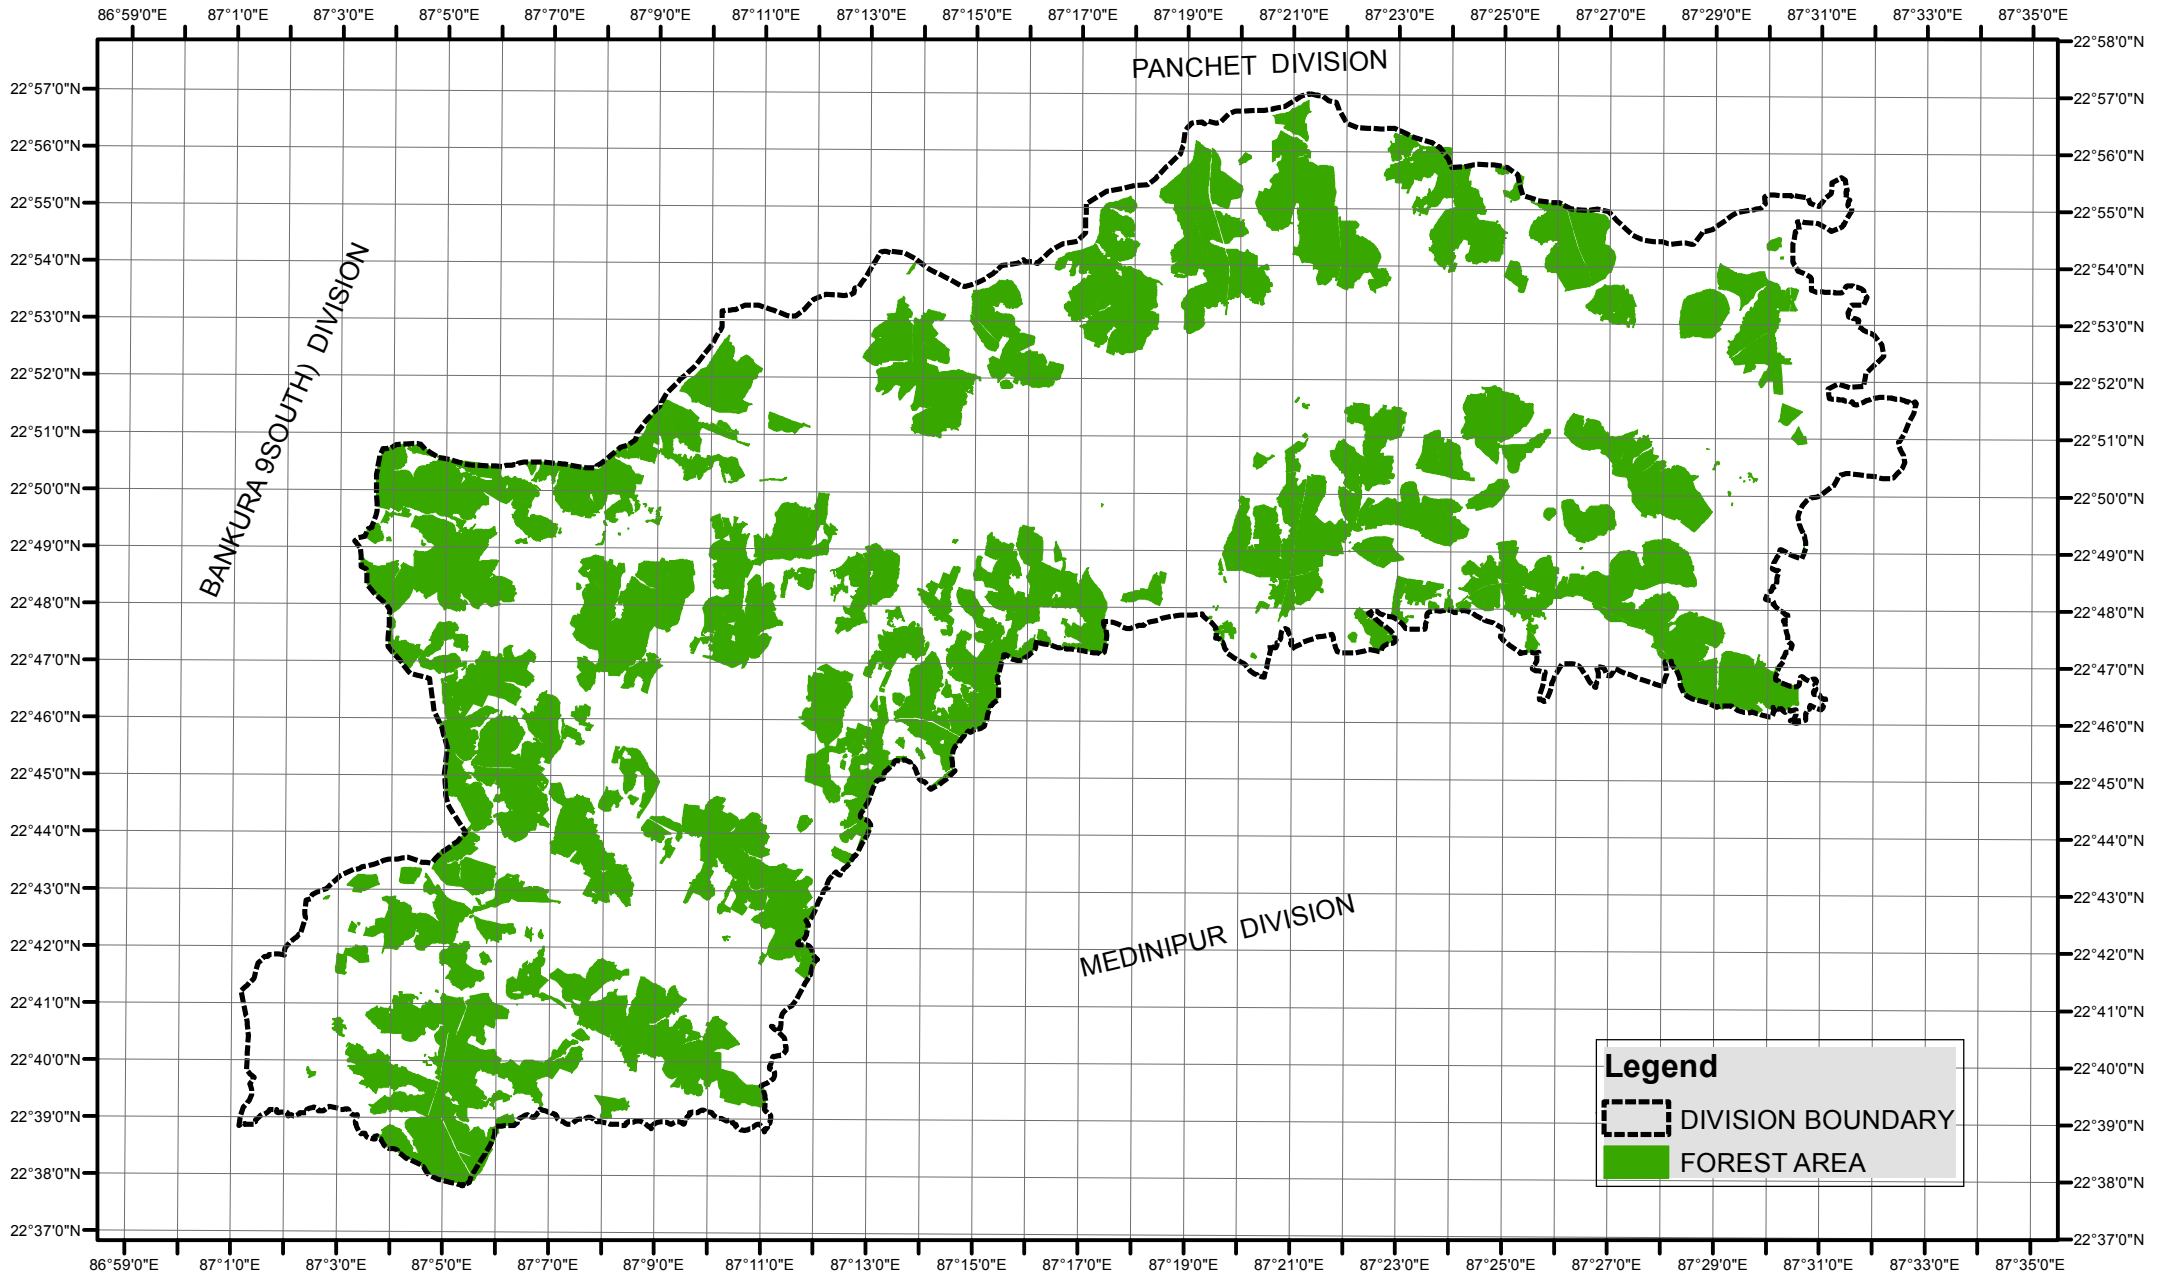 86°59'0"E 87°1'0"E 87°3'0"E 87°5'0"E 87°7'0"E 87°9'0"E 87°11'0"E 87°13'0"E 87°15'0"E 87°17'0"E 87°19'0"E 87°21'0"E 87°23'0"E 87°25'0"E 87°27'0"E 87°29'0"E 87°31'0"E 87°33'0"E 87°35'0"E
22°58'0"N
PANCHET DIVISION
22°57'0"N 22°57'0"N
22°56'0"N 22°56'0"N
22°55'0"N 22°55'0"N
22°54'0"N 22°54'0"N
BANKURA 9SOUTH) DIVISION
22°53'0"N 22°53'0"N
22°52'0"N 22°52'0"N
22°51'0"N 22°51'0"N
22°50'0"N 22°50'0"N
22°49'0"N 22°49'0"N
22°48'0"N 22°48'0"N
22°47'0"N 22°47'0"N
22°46'0"N 22°46'0"N
22°45'0"N 22°45'0"N
22°44'0"N 22°44'0"N
22°43'0"N 22°43'0"N
MEDINIPUR DIVISION
22°42'0"N 22°42'0"N
22°41'0"N 22°41'0"N
22°40'0"N 22°40'0"N
Legend
22°39'0"N 22°39'0"N
DIVISION BOUNDARY
FOREST AREA
22°38'0"N 22°38'0"N
22°37'0"N 22°37'0"N
86°59'0"E 87°1'0"E 87°3'0"E 87°5'0"E 87°7'0"E 87°9'0"E 87°11'0"E 87°13'0"E 87°15'0"E 87°17'0"E 87°19'0"E 87°21'0"E 87°23'0"E 87°25'0"E 87°27'0"E 87°29'0"E 87°31'0"E 87°33'0"E 87°35'0"E